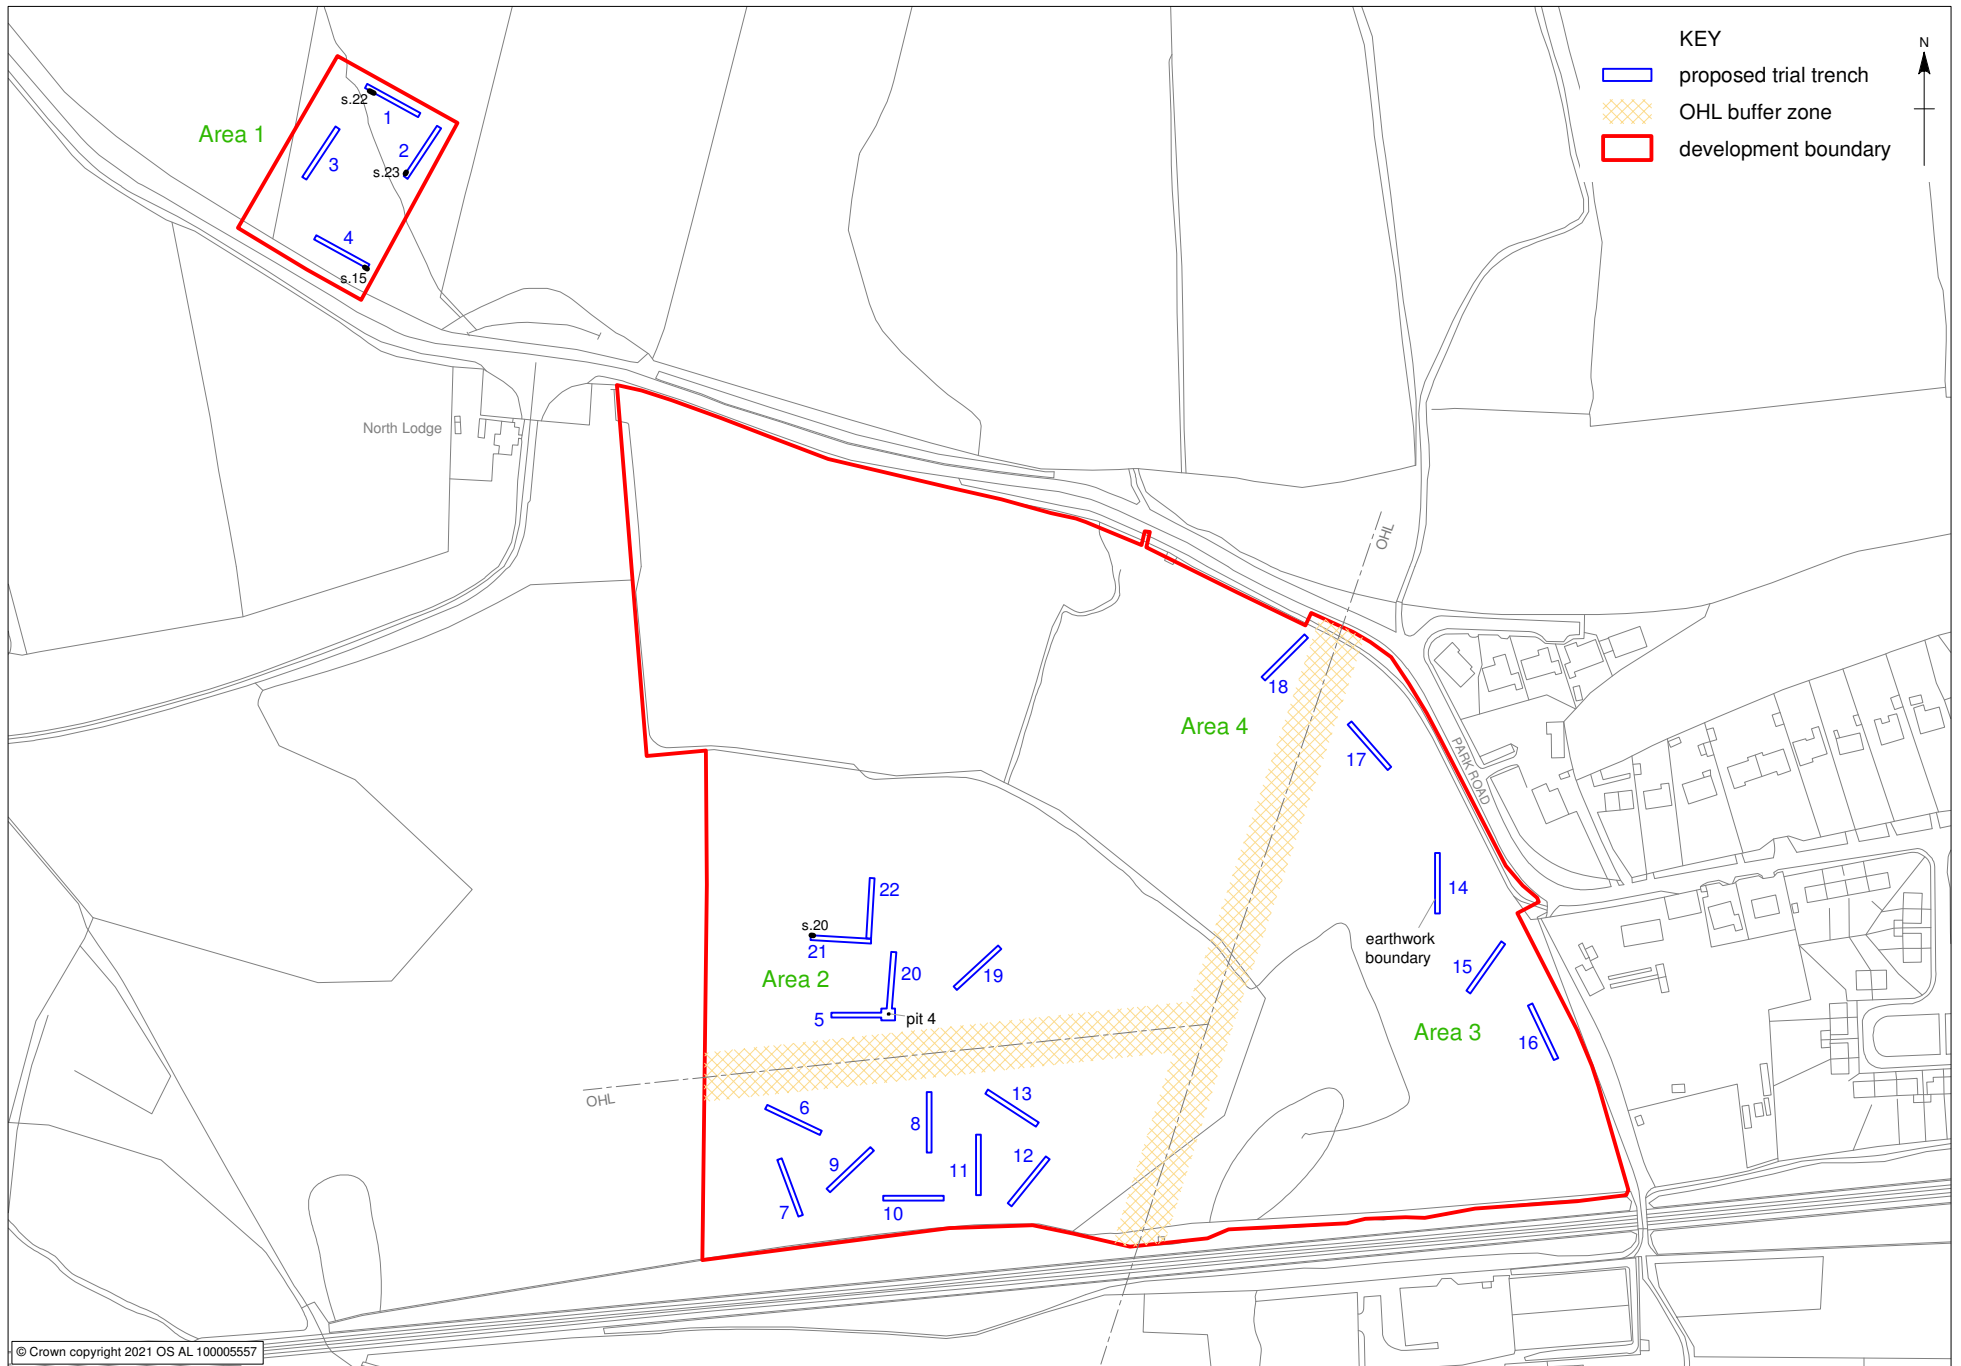 KEY
N
proposed trial trench
OHL buffer zone
development boundary
s.22
1
Area 1
2
3
s.23
4
s.15
North Lodge
OHL
18
Area 4
17
PARK ROAD
22
14
s.20
21
earthwork
boundary
20
19
15
Area 2
5
pit 4
Area 3
16
OHL
6
13
8
9
11
12
7
10
© Crown copyright 2021 OS AL 100005557